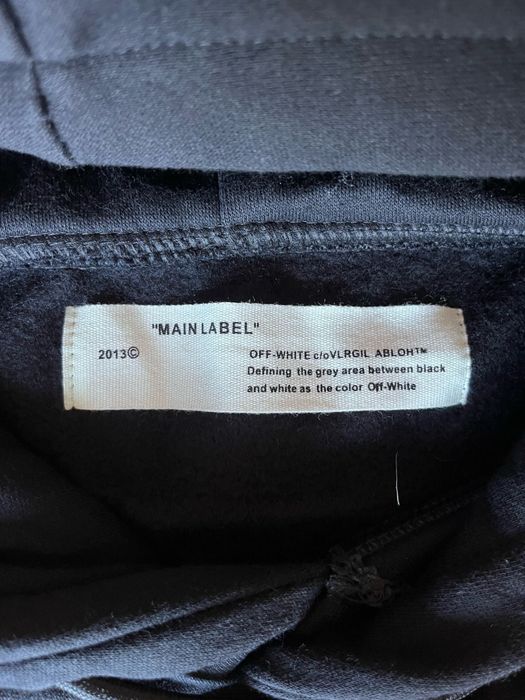 "MAIN LABEL"
2013©
OFF-WHITE c/oVLRGIL ABLOH™
Defining the grey area between black
and white as the color Off-White